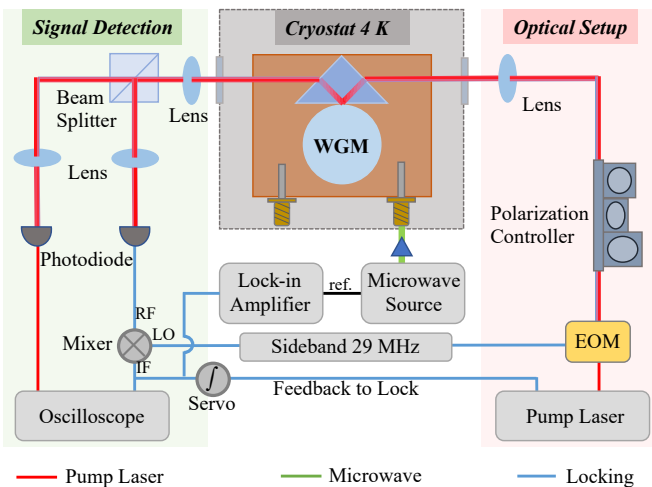 Signal Detection
Cryostat 4 K
Optical Setup
Beam
Splitter
Lens
Lens
WGM
Lens
Polarization
Controller
Photodiode
Lock-in
Amplifier
ref.
Microwave
Source
RF
LO
Mixer
IF
Sideband 29 MHz
EOM
∫
Servo
Feedback to Lock
Oscilloscope
Pump Laser
Pump Laser
Microwave
Locking